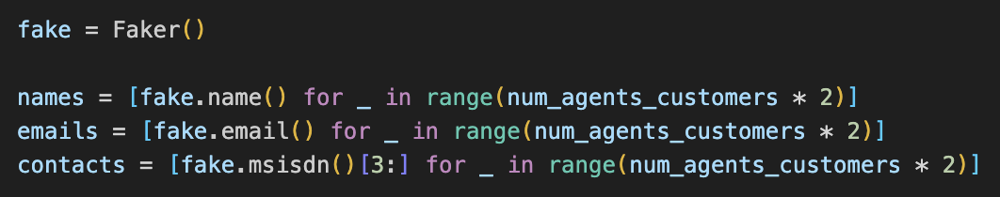 fake = Faker()
names = [fake.name() for _ in range(num_agents_customers * 2)]
emails = [fake.email() for _ in range(num_agents_customers * 2)]
contacts = [fake.msisdn()[3:] for _ in range(num_agents_customers * 2)]